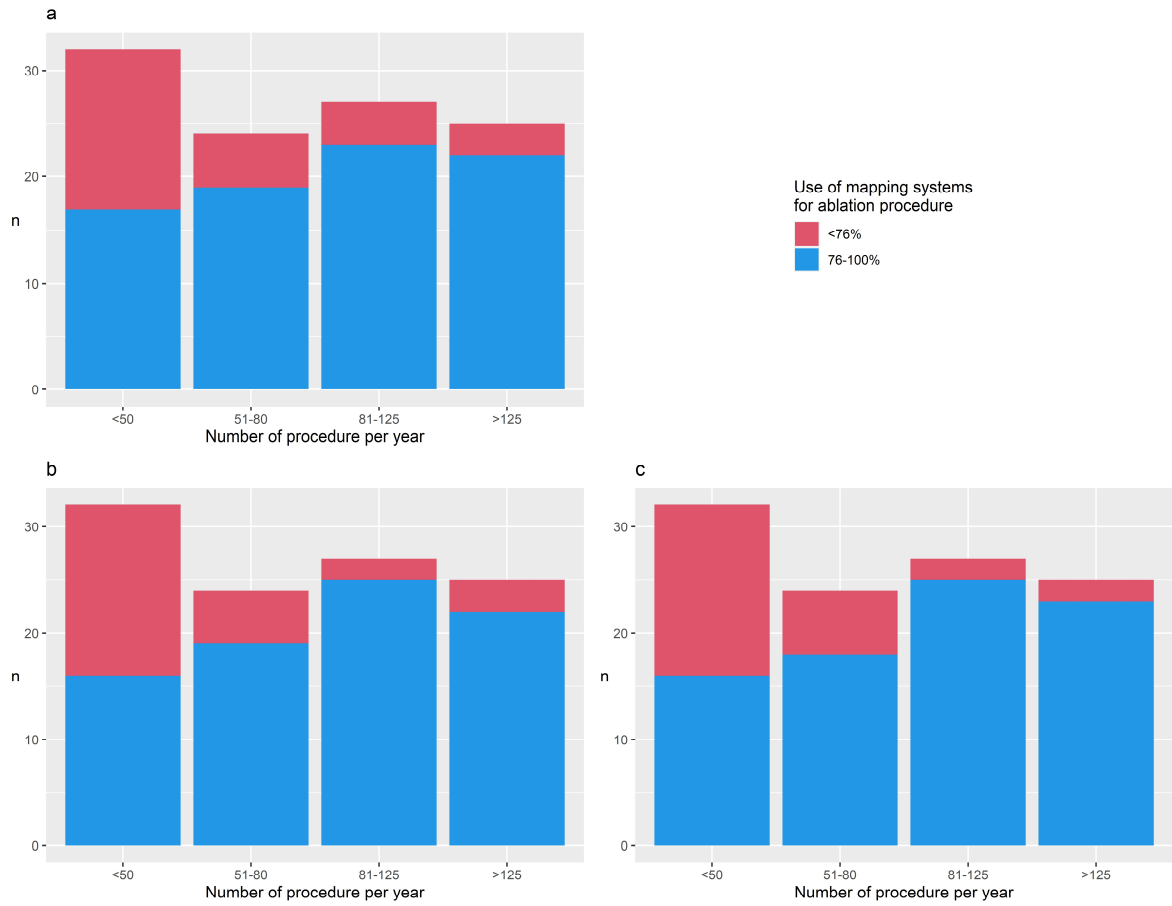 a
30
20
n
10
0
<50 51-80 81-125 >125
Number of procedure per year
Use of mapping systems
for ablation procedure
<76%
76-100%
b
30
20
n
10
0
<50 51-80 81-125 >125
Number of procedure per year
c
30
20
n
10
0
<50 51-80 81-125 >125
Number of procedure per year